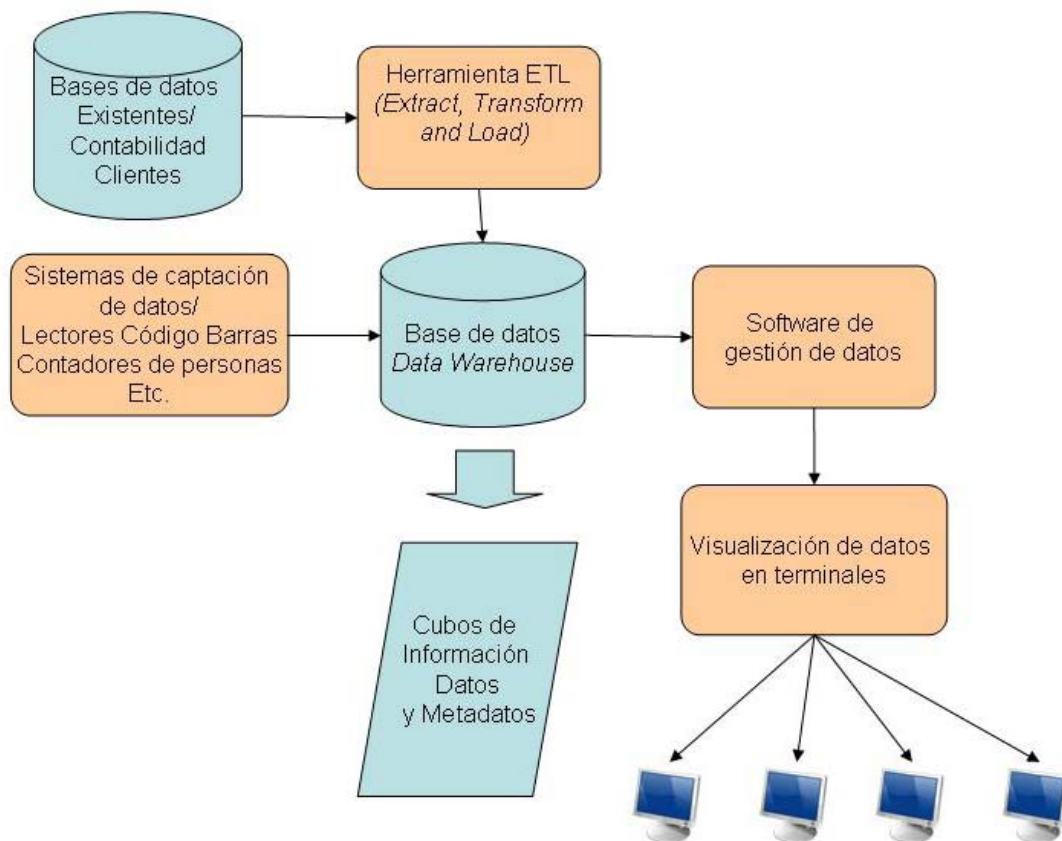 Bases de datos
Existentes/
Contabilidad
Clientes
Herramienta ETL
(Extract, Transform
and Load)
Sistemas de captación
de datos/
Lectores Código Barras
Contadores de personas
Etc.
Base de datos
Data Warehouse
Software de
gestión de datos
Visualización de datos
en terminales
Cubos de
Información
Datos
y Metadatos